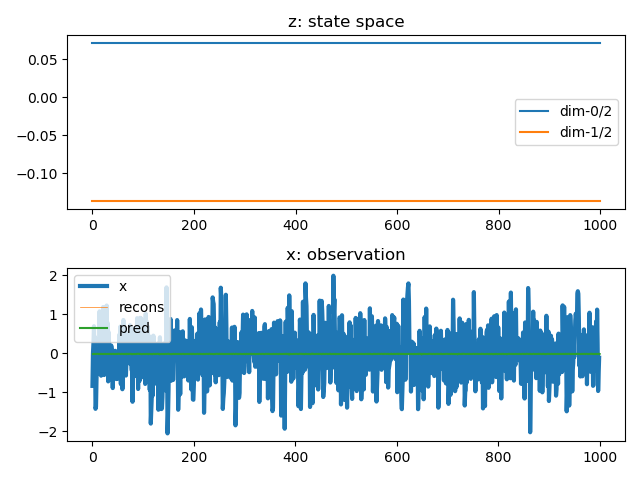 z: state space
0.05
0.00
−0.05
−0.10
dim-0/2
dim-1/2
0 200 400 600 800 1000
x: observation
2
1
0
−1
−2
x
recons
pred
0 200 400 600 800 1000